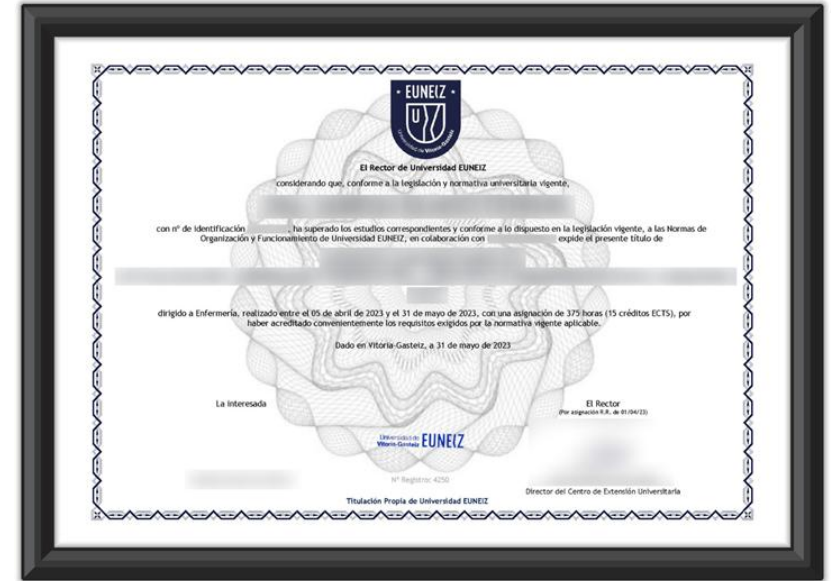 EUNEIZ
Universidad de Vitoria-Gasteiz
El Rector de Universidad EUNEIZ
considerando que, conforme a la legislación y normativa universitaria vigente,
con nº de identificación , ha superado los estudios correspondientes y conforme a lo dispuesto en la legislación vigente, a las Normas de
Organización y Funcionamiento de Universidad EUNEIZ, en colaboración con expide el presente título de
dirigido a Enfermería, realizado entre el 05 de abril de 2023 y el 31 de mayo de 2023, con una asignación de 375 horas (15 créditos ECTS), por
haber acreditado convenientemente los requisitos exigidos por la normativa vigente aplicable.
Dado en Vitoria-Gasteiz, a 31 de mayo de 2023
La interesada
El Rector
(Por asignación R.R. de 01/04/23)
Universidad de
Vitoria-Gasteiz EUNEIZ
Nº Registro: 4250
Director del Centro de Extensión Universitaria
Titulación Propia de Universidad EUNEIZ